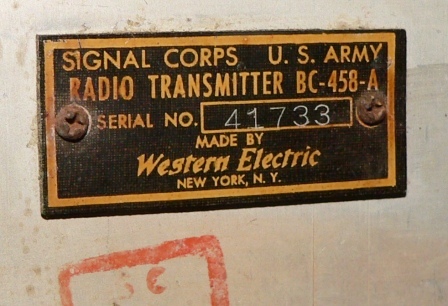 SIGNAL CORPS U. S. ARMY
RADIO TRANSMITTER BC-458-A
SERIAL NO. 41733
MADE BY
Western Electric
NEW YORK, N. Y.